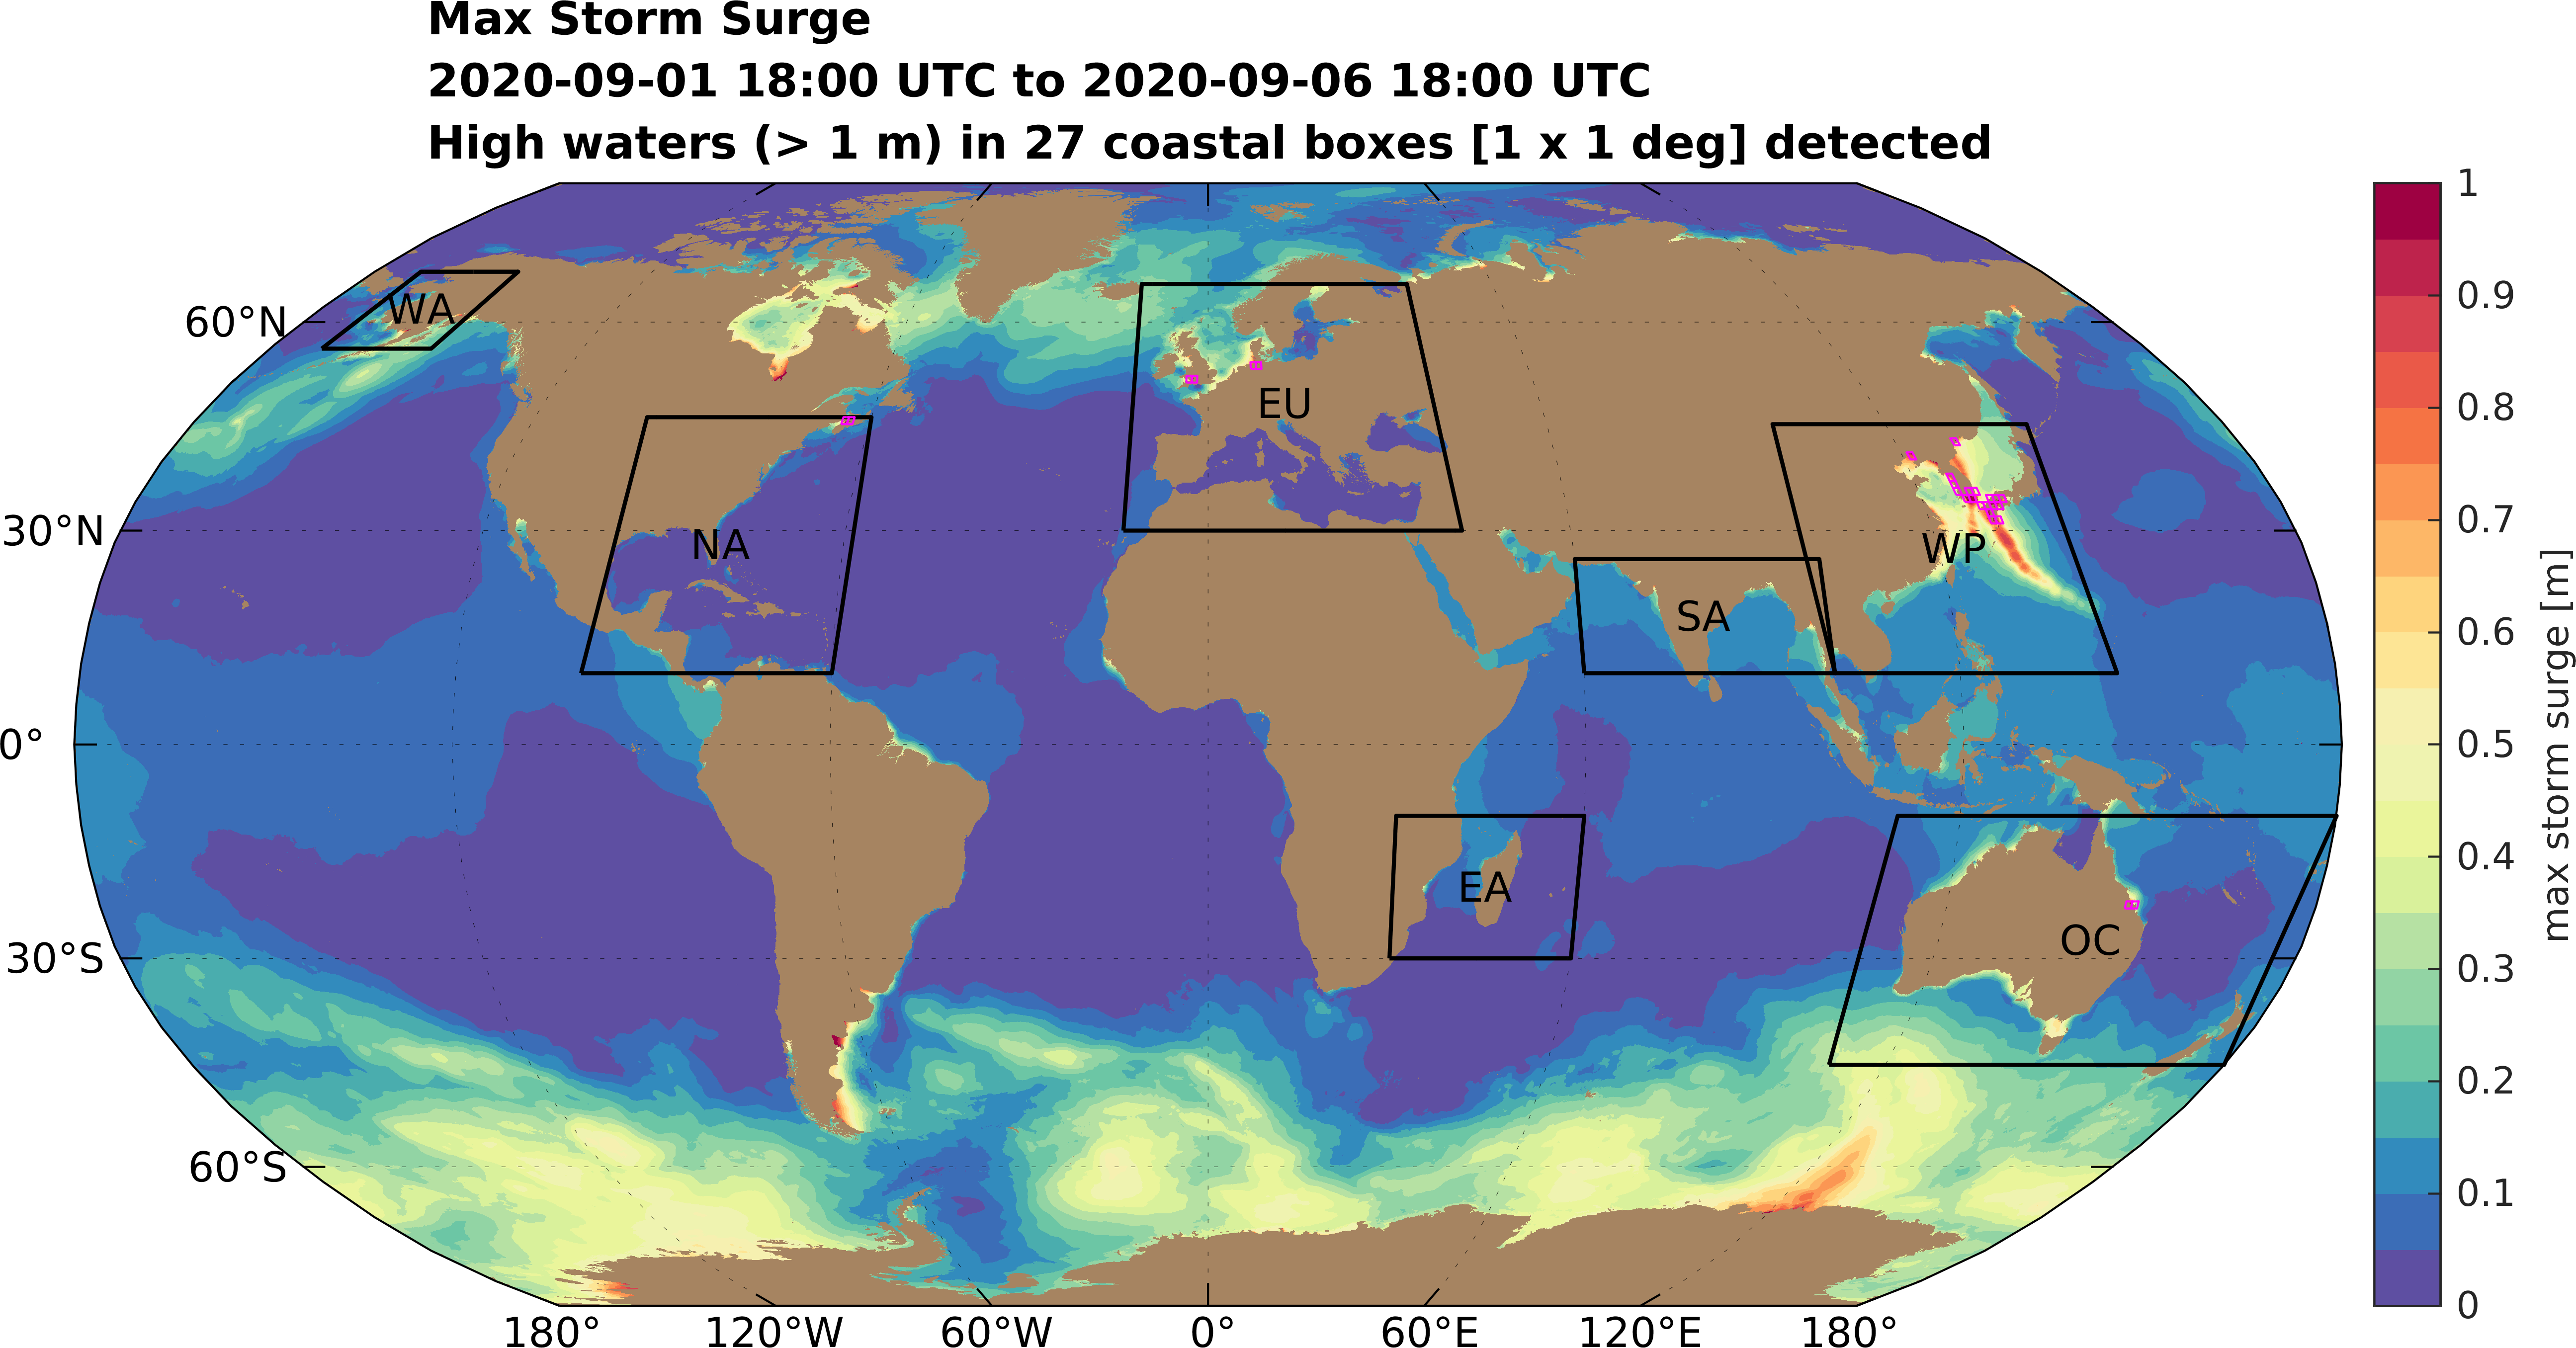 Max Storm Surge
2020-09-01 18:00 UTC to 2020-09-06 18:00 UTC
High waters (> 1 m) in 27 coastal boxes [1 x 1 deg] detected
60°N
30°N
0°
30°S
60°S
WA
NA
EU
SA
WP
EA
OC
180°
120°W
60°W
0°
60°E
120°E
180°
1
0.9
0.8
0.7
0.6
0.5
0.4
0.3
0.2
0.1
0
max storm surge [m]